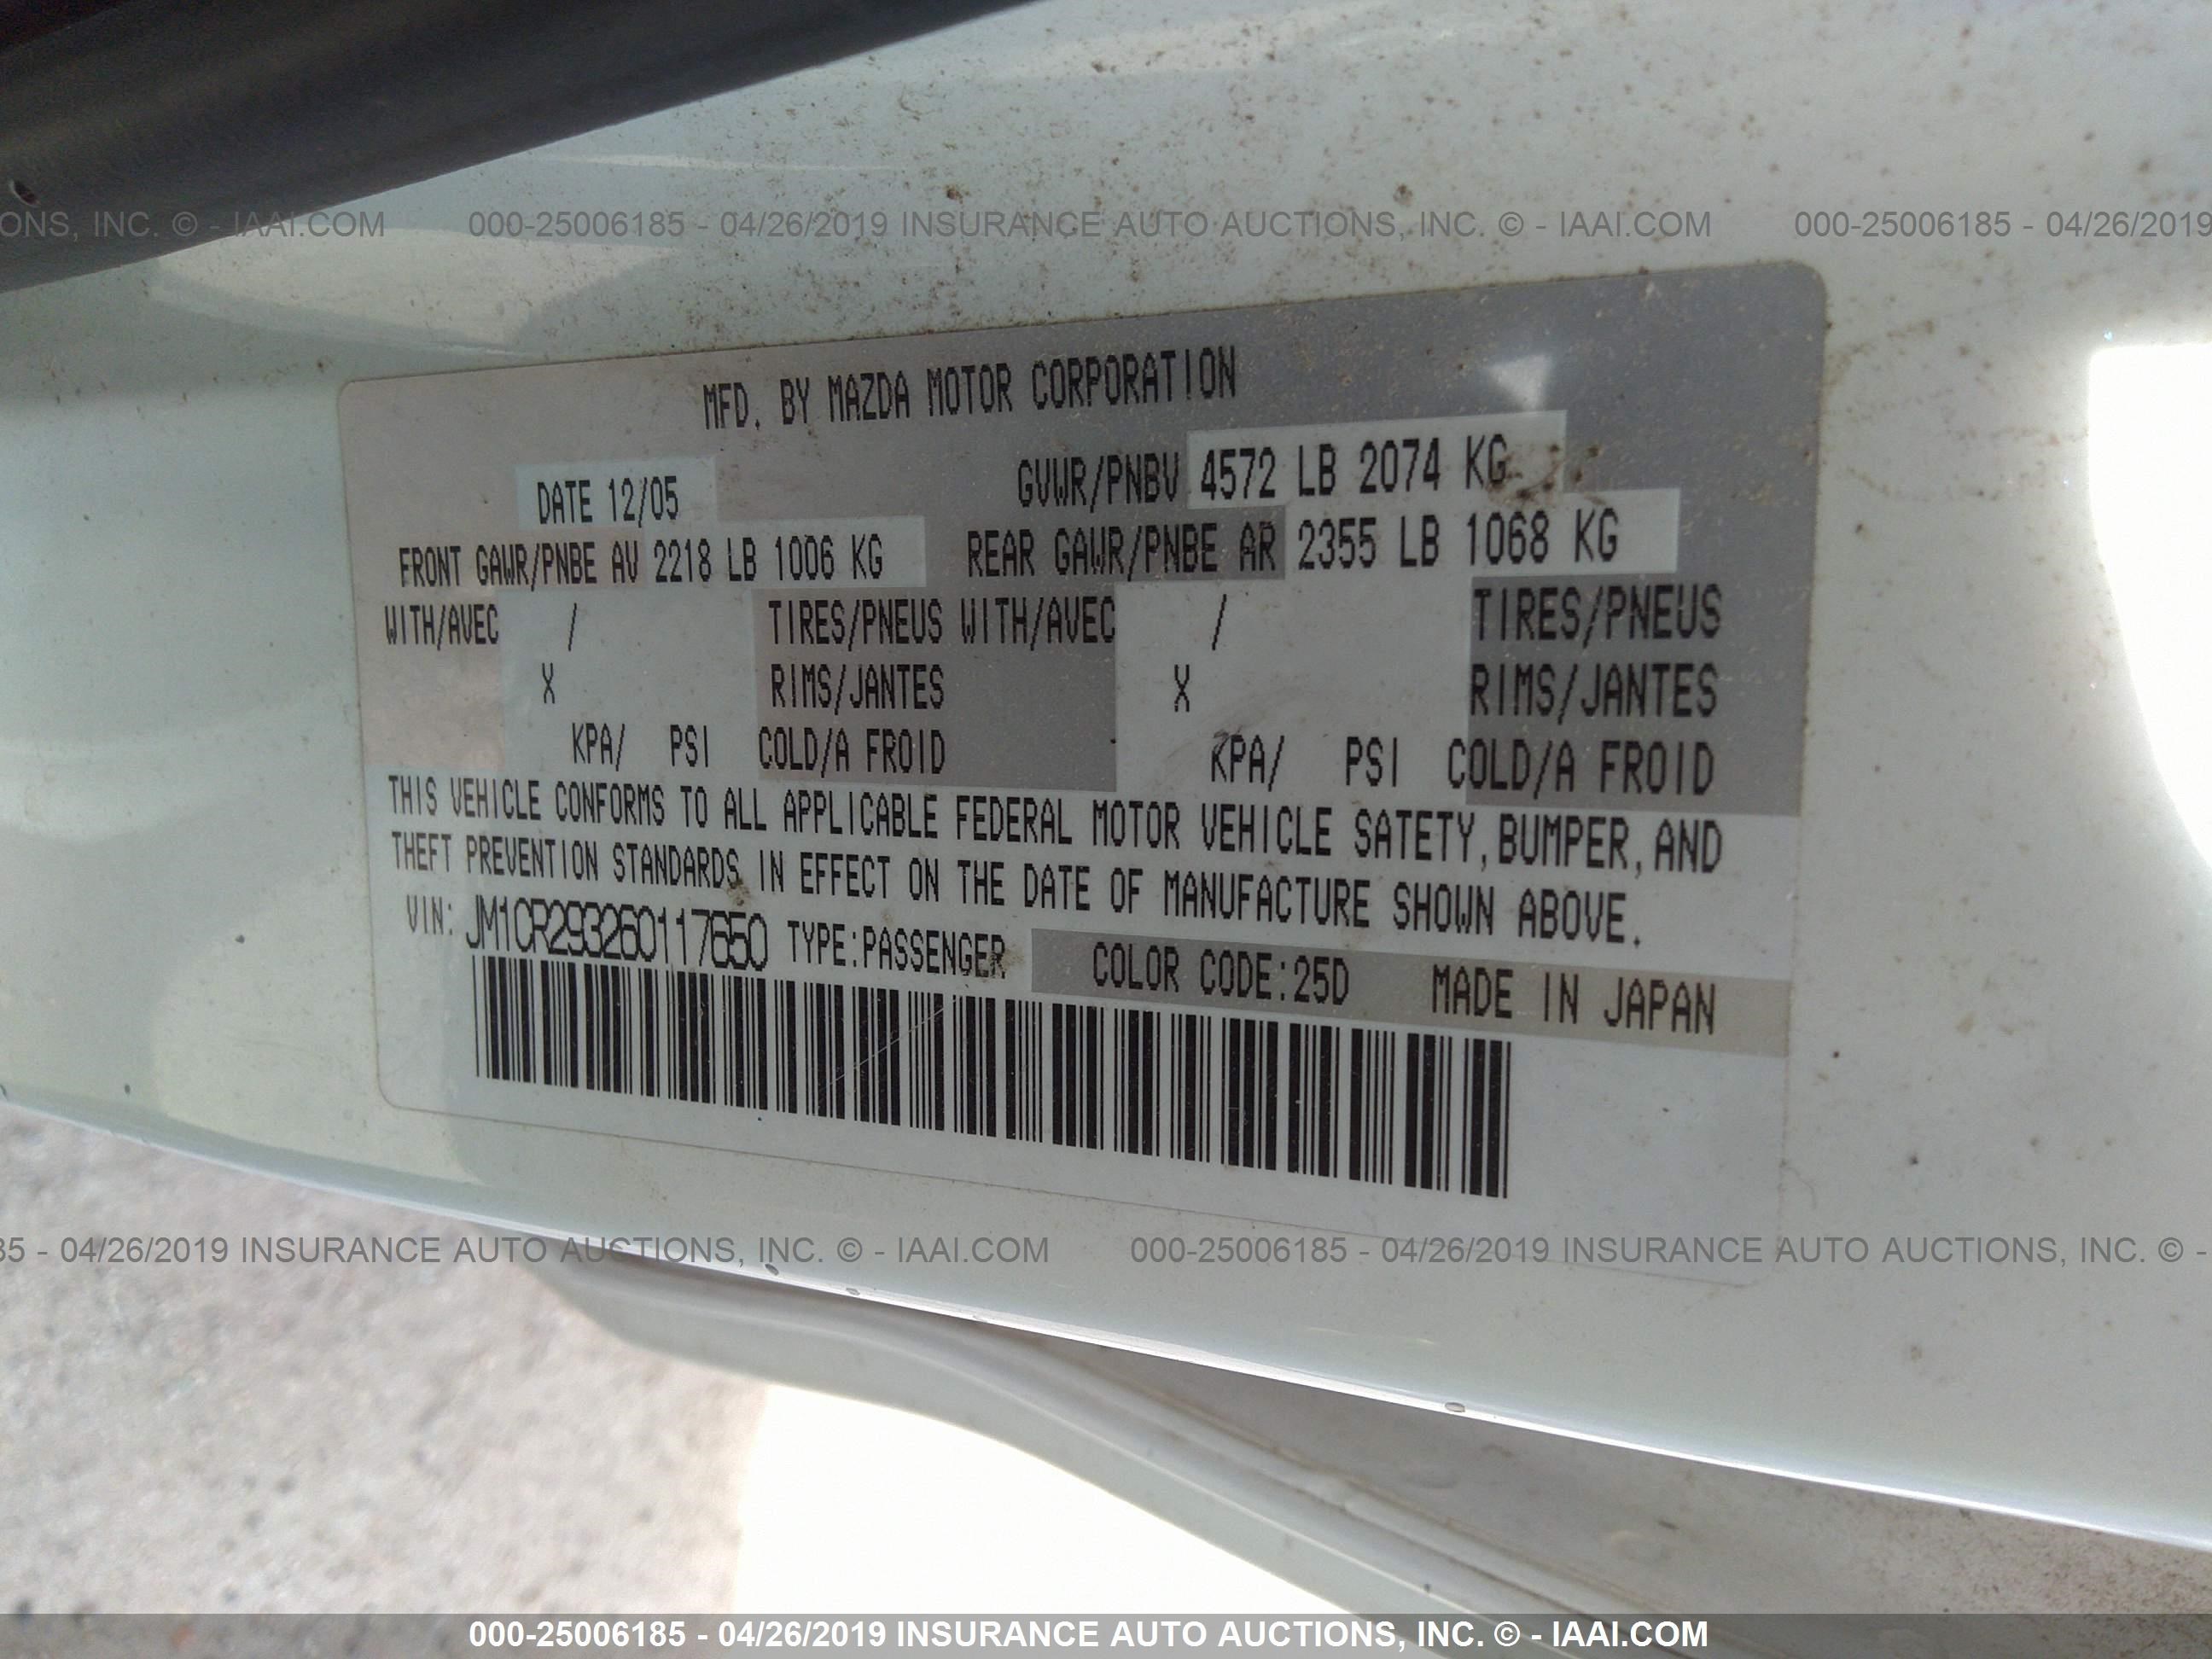 ONS, INC. © - IAAI.COM 000-25006185 - 04/26/2019 INSURANCE AUTO AUCTIONS, INC. © - IAAI.COM 000-25006185 - 04/26/2019
MFD. BY MAZDA MOTOR CORPORATION
DATE 12/05 GVWR/PNBV 4572 LB 2074 KG
FRONT GAWR/PNBE AV 2218 LB 1006 KG REAR GAWR/PNBE AR 2355 LB 1068 KG
WITH/AVEC / TIRES/PNEUS WITH/AVEC / TIRES/PNEUS
X RIMS/JANTES X RIMS/JANTES
KPA/ PSI COLD/A FROID KPA/ PSI COLD/A FROID
THIS VEHICLE CONFORMS TO ALL APPLICABLE FEDERAL MOTOR VEHICLE SATETY, BUMPER, AND
THEFT PREVENTION STANDARDS IN EFFECT ON THE DATE OF MANUFACTURE SHOWN ABOVE.
VIN: JM1CR293260117650 TYPE:PASSENGER COLOR CODE:25D MADE IN JAPAN
85 - 04/26/2019 INSURANCE AUTO AUCTIONS, INC. © - IAAI.COM 000-25006185 - 04/26/2019 INSURANCE AUTO AUCTIONS, INC. © -
000-25006185 - 04/26/2019 INSURANCE AUTO AUCTIONS, INC. © - IAAI.COM